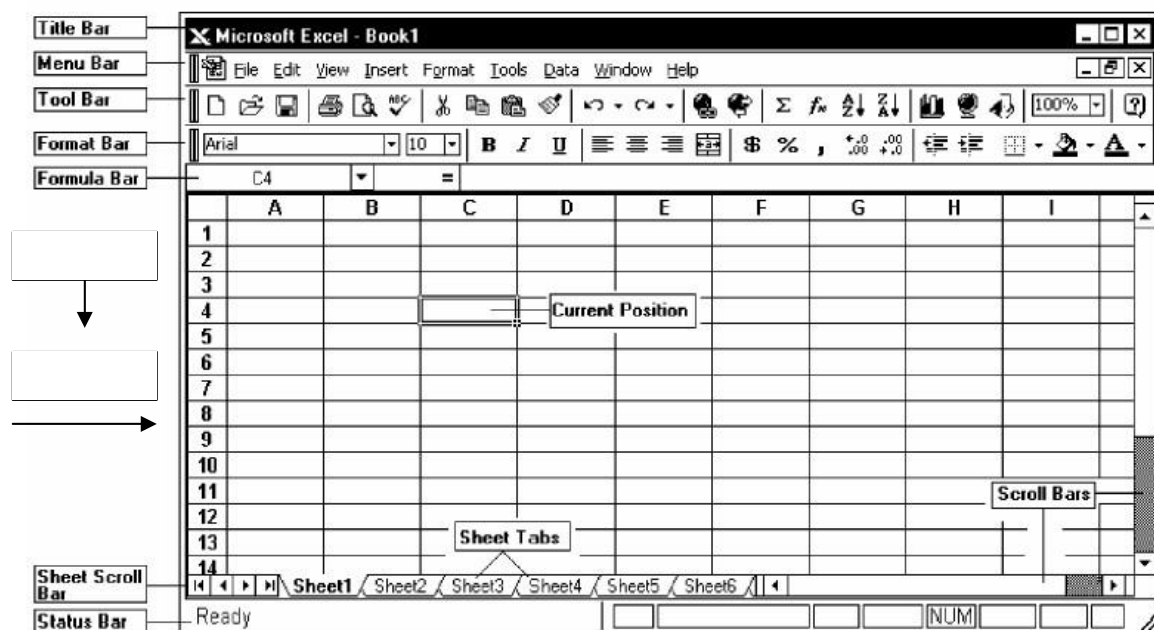 Title Bar
Microsoft Excel - Book1
Menu Bar
File Edit View Insert Format Tools Data Window Help
Tool Bar
ABC
Σ
A Z
Z A
100%
Format Bar
Arial 10 B I U $ % , A
Formula Bar
C4 =
A B C D E F G H I
1
2
3
4
Current Position
5
6
7
8
9
10
11
Scroll Bars
12
13
Sheet Tabs
14
Sheet Scroll
Bar
Sheet1 Sheet2 Sheet3 Sheet4 Sheet5 Sheet6
Status Bar
Ready NUM